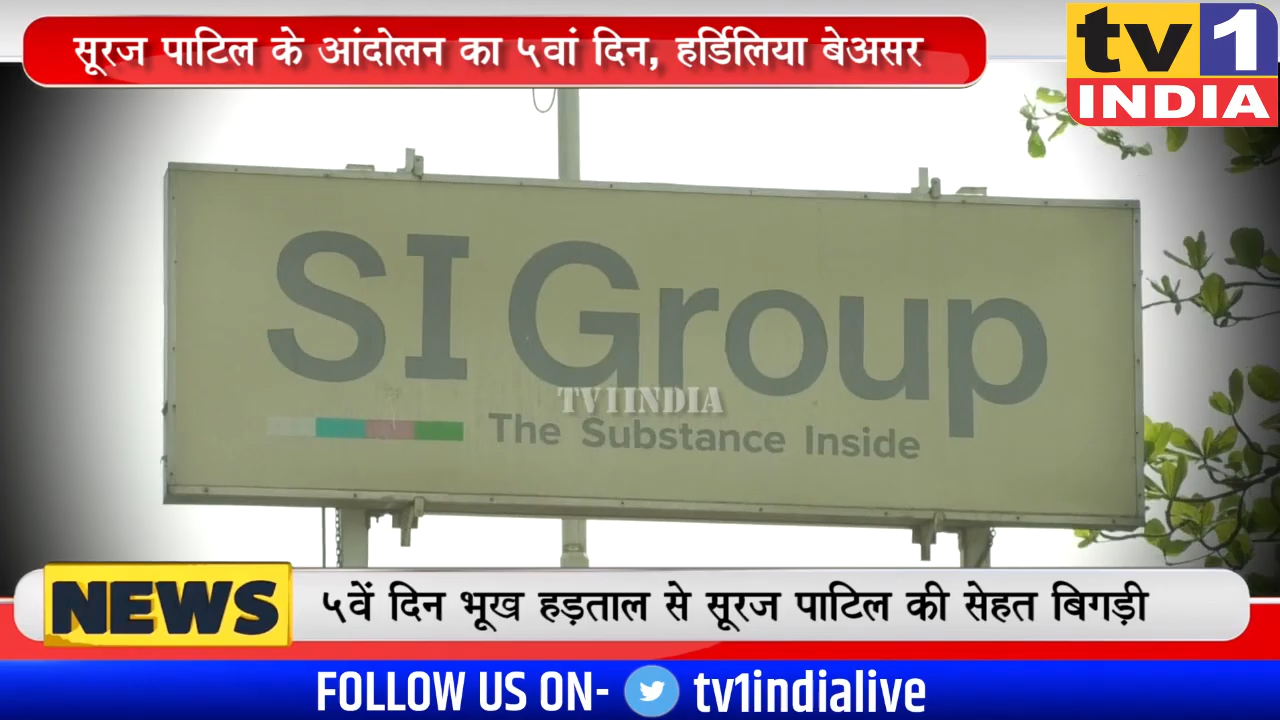 सूरज पाटिल के आंदोलन का ५वां दिन, हर्डिलिया बेअसर
tv1
INDIA
SI Group
TV1INDIA
The Substance Inside
NEWS
५वें दिन भूख हड़ताल से सूरज पाटिल की सेहत बिगड़ी
FOLLOW US ON- tv1indialive